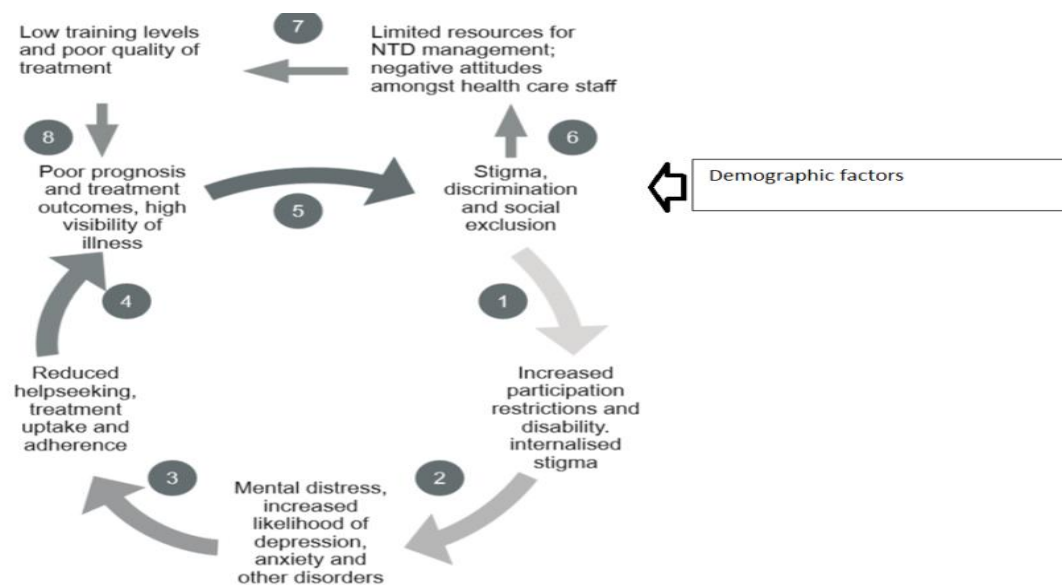 7
Low training levels
and poor quality of
treatment
Limited resources for
NTD management;
negative attitudes
amongst health care staff
8
6
Poor prognosis
and treatment
outcomes, high
visibility of
illness
5
Stigma,
discrimination
and social
exclusion
Demographic factors
4
1
Reduced
helpseeking,
treatment
uptake and
adherence
Increased
participation
restrictions and
disability.
internalised
stigma
3
2
Mental distress,
increased
likelihood of
depression,
anxiety and
other disorders